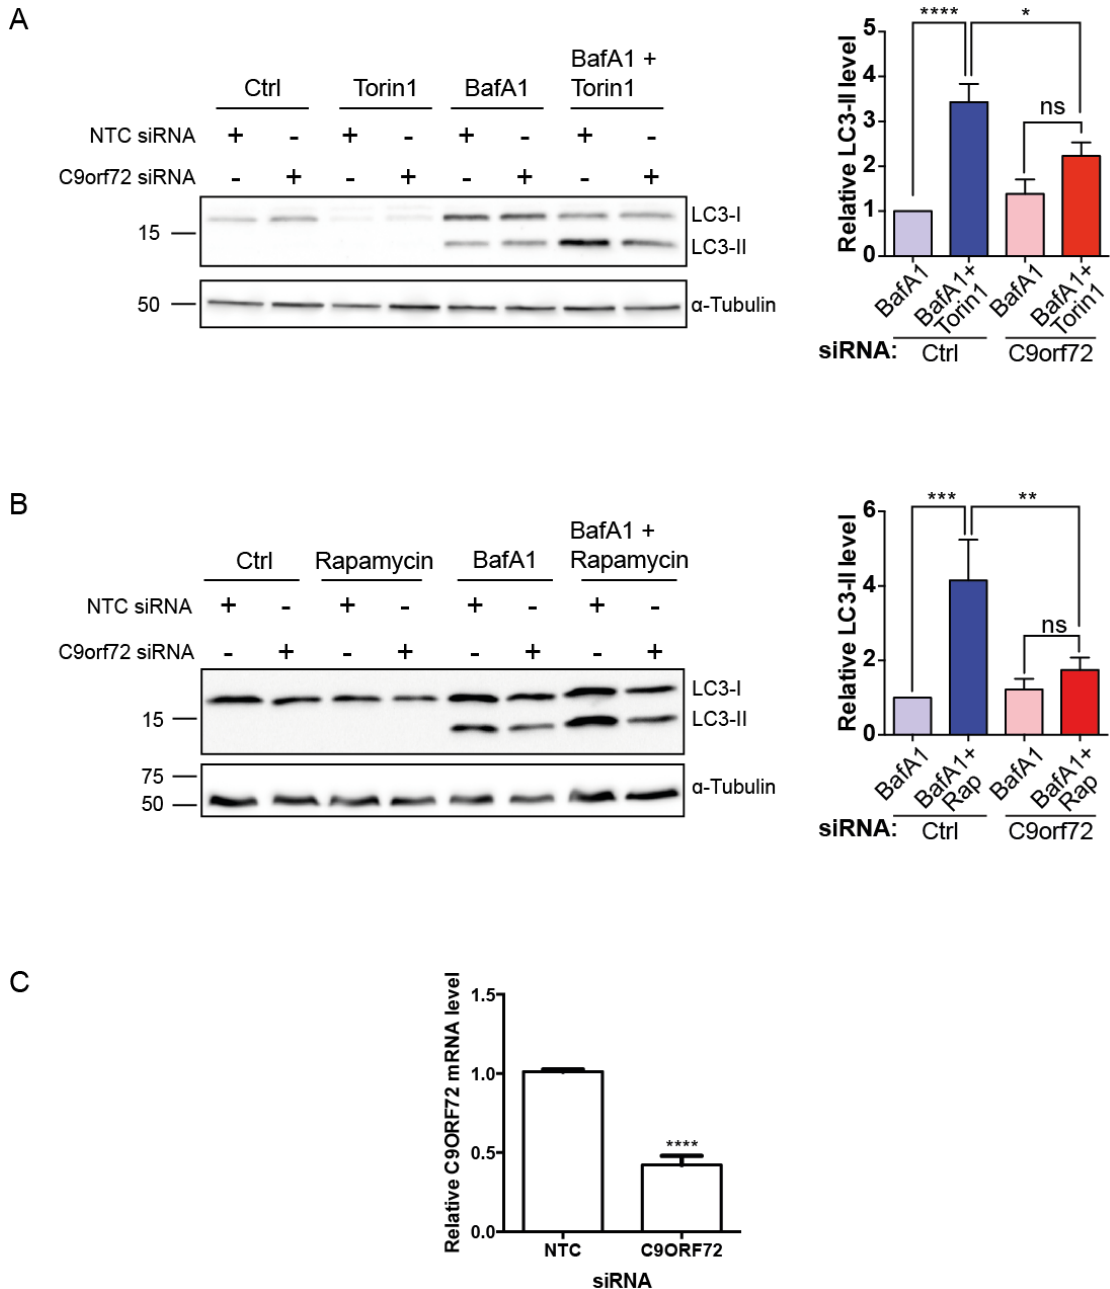 A
Ctrl Torin1 BafA1 BafA1 +
Torin1
NTC siRNA + - + - + - + -
C9orf72 siRNA - + - + - + - +
15
LC3-I
LC3-II
50
α-Tubulin
Relative LC3-II level
5
4
3
2
1
0
**** *
ns
BafA1 BafA1+
Torin1 BafA1 BafA1+
Torin1
siRNA: Ctrl C9orf72
B
Ctrl Rapamycin BafA1 BafA1 +
Rapamycin
NTC siRNA + - + - + - + -
C9orf72 siRNA - + - + - + - +
15
LC3-I
LC3-II
75
50
α-Tubulin
Relative LC3-II level
6
4
2
0
*** **
ns
BafA1 BafA1+
Rap BafA1 BafA1+
Rap
siRNA: Ctrl C9orf72
C
Relative C9ORF72 mRNA level
1.5
1.0
0.5
0.0
****
NTC C9ORF72
siRNA